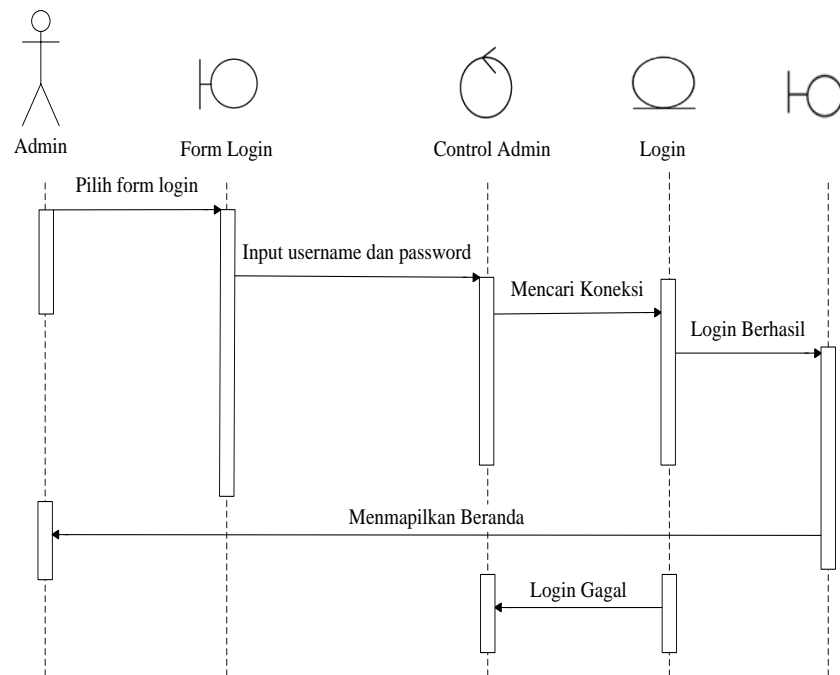 Admin
Form Login
Control Admin
Login
Pilih form login
Input username dan password
Mencari Koneksi
Login Berhasil
Menmapilkan Beranda
Login Gagal